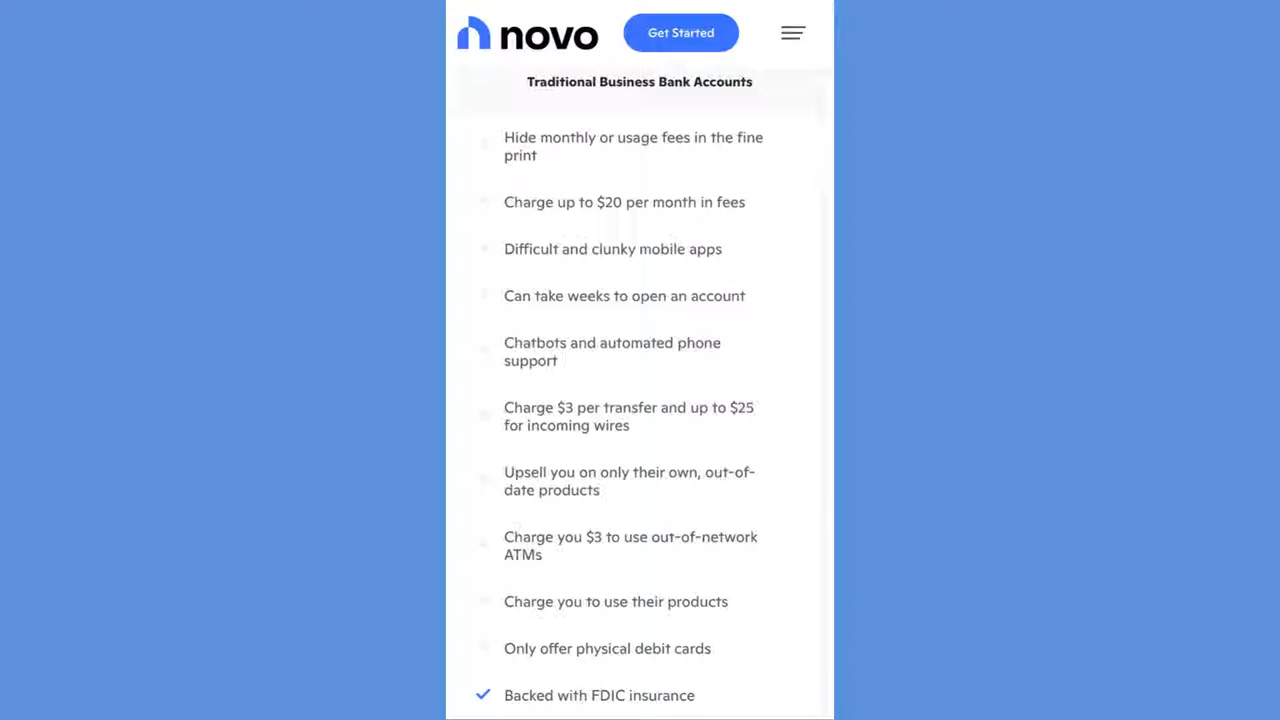 novo
Get Started
Traditional Business Bank Accounts
Hide monthly or usage fees in the fine
print
Charge up to $20 per month in fees
Difficult and clunky mobile apps
Can take weeks to open an account
Chatbots and automated phone
support
Charge $3 per transfer and up to $25
for incoming wires
Upsell you on only their own, out-of-
date products
Charge you $3 to use out-of-network
ATMs
Charge you to use their products
Only offer physical debit cards
Backed with FDIC insurance